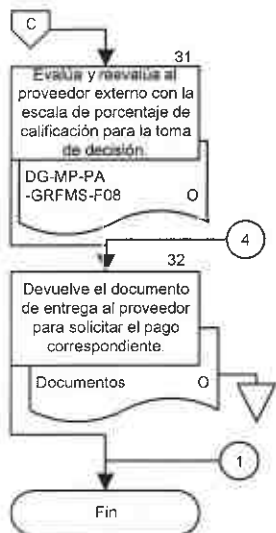 C
31
Evalúa y reevalúa al
proveedor externo con la
escala de porcentaje de
calificación para la toma
de decisión.
DG-MP-PA
-GRFMS-F08 O
4
32
Devuelve el documento
de entrega al proveedor
para solicitar el pago
correspondiente.
Documentos O
1
Fin